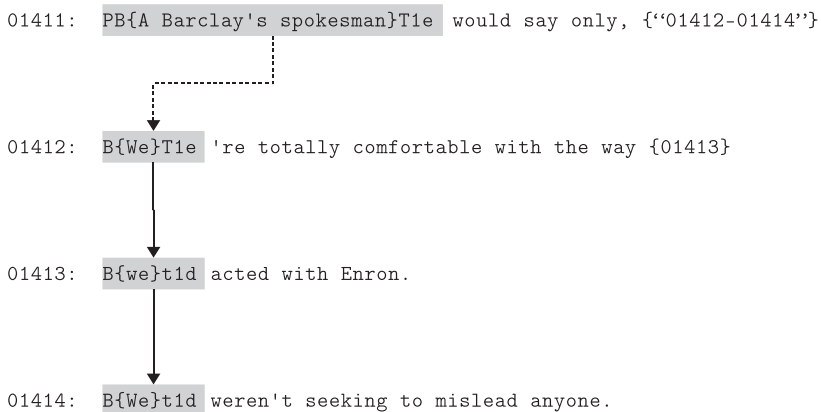 01411: PB{A Barclay's spokesman}T1e would say only, {“01412-01414”}
01412: B{We}T1e 're totally comfortable with the way {01413}
01413: B{we}t1d acted with Enron.
01414: B{We}t1d weren't seeking to mislead anyone.